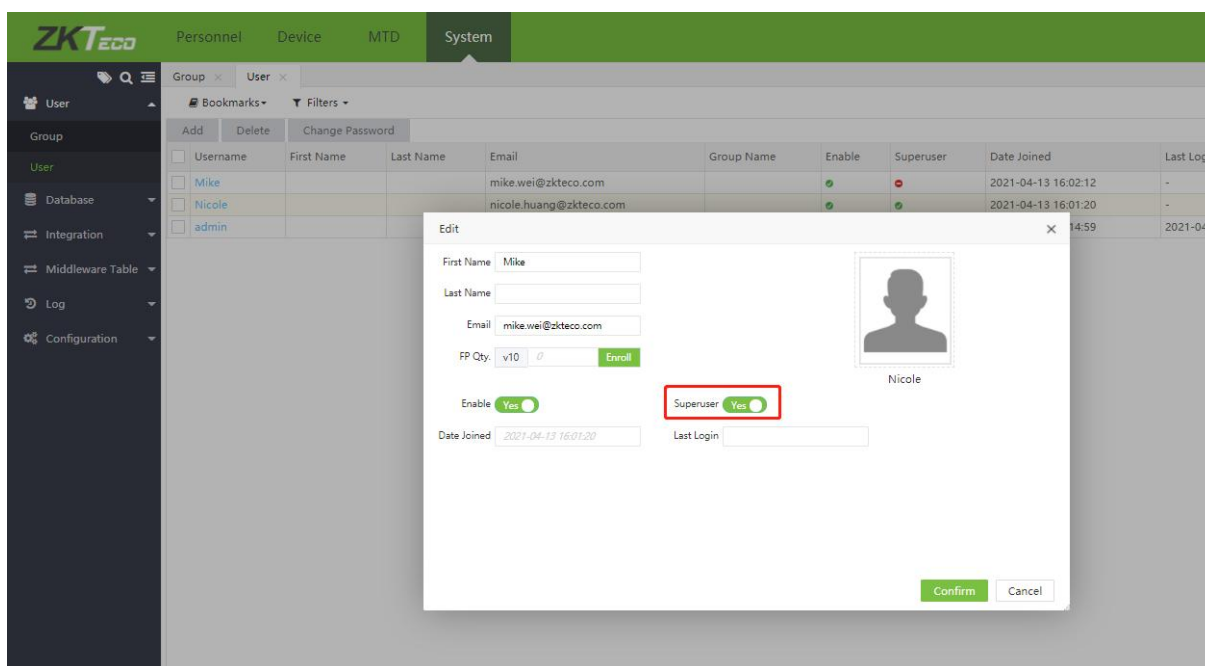 ZKTeco Personnel Device MTD System
Group × User ×
User Bookmarks Filters
Group Add Delete Change Password
Username First Name Last Name Email Group Name Enable Superuser Date Joined Last Log
User
Mike mike.wei@zkteco.com 2021-04-13 16:02:12 -
Database Nicole nicole.huang@zkteco.com 2021-04-13 16:01:20 -
admin 14:59 2021-04
Integration
Middleware Table
Log
Configuration
Edit ×
First Name Mike
Last Name
Email mike.wei@zkteco.com
FP Qty. v10 0 Enroll
Nicole
Enable Yes Superuser Yes
Date Joined 2021-04-13 16:01:20 Last Login
Confirm Cancel